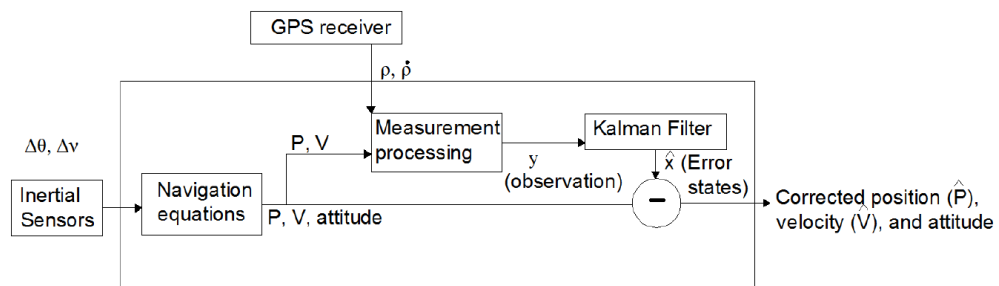 GPS receiver
ρ, ρ̇
Δθ, Δν
Inertial
Sensors
Navigation
equations
P, V
P, V, attitude
Measurement
processing
y
(observation)
Kalman Filter
x̂ (Error
states)
−
Corrected position (P̂),
velocity (V̂), and attitude